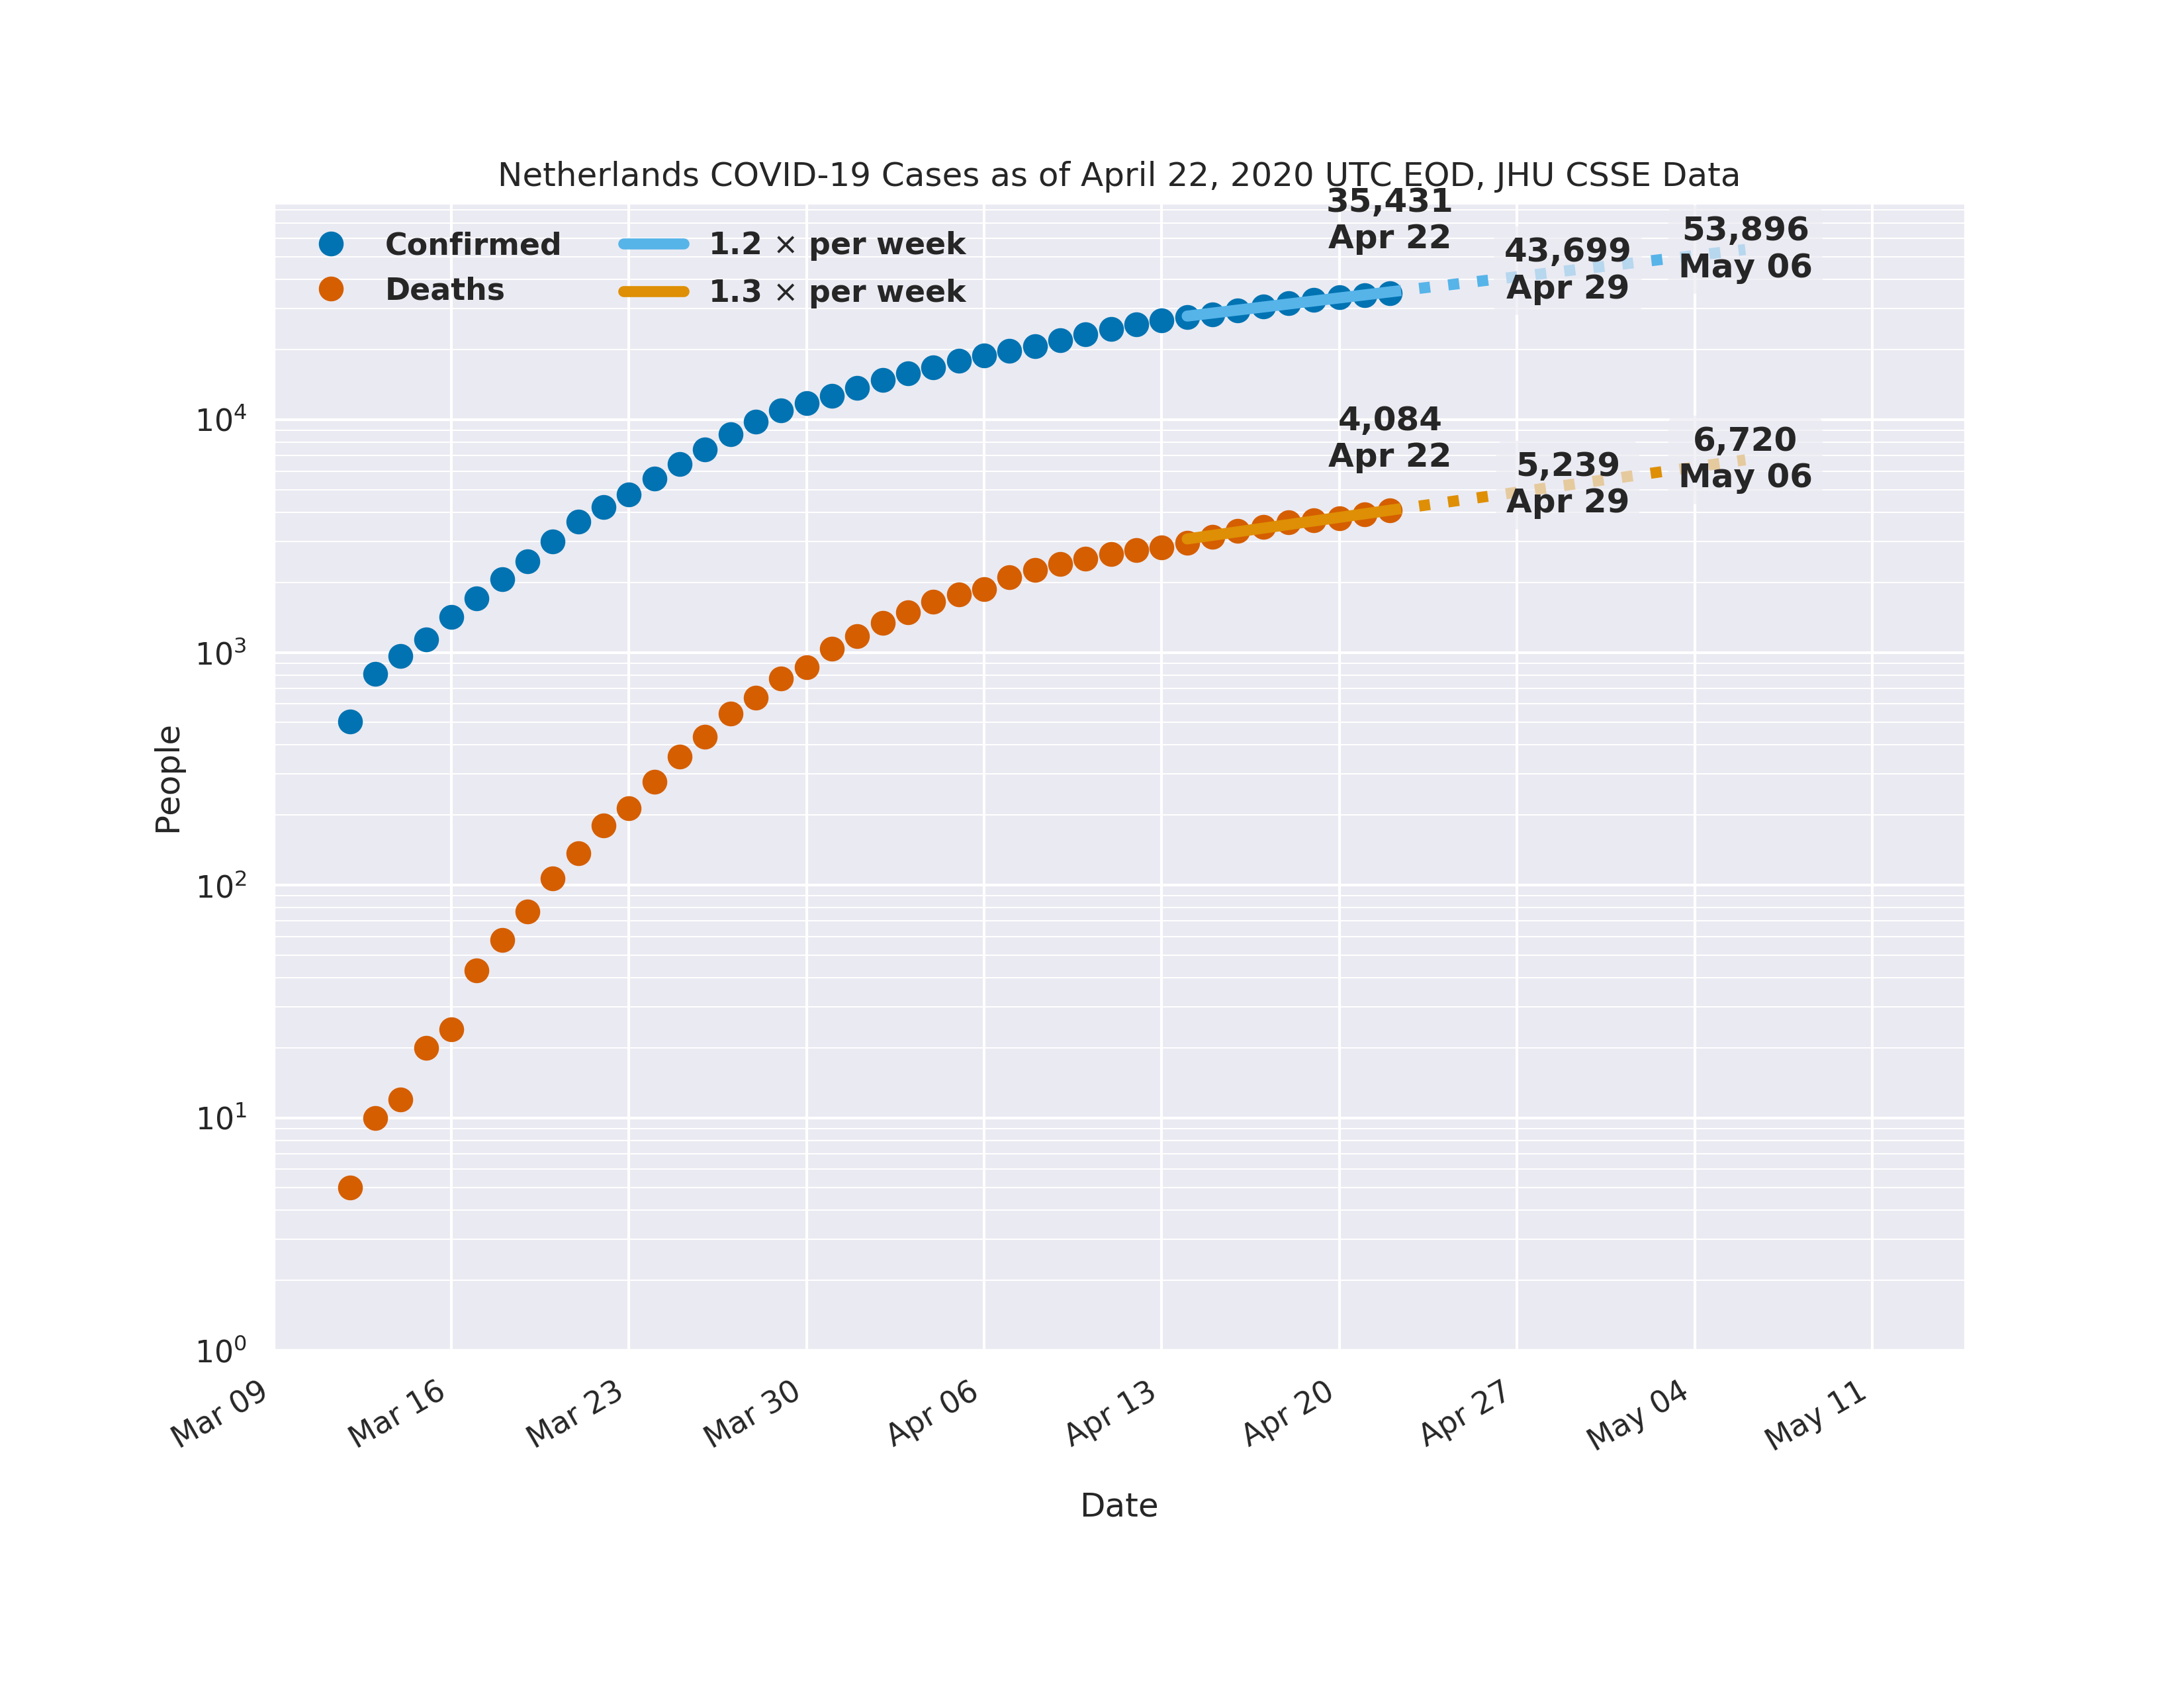 Netherlands COVID-19 Cases as of April 22, 2020 UTC EOD, JHU CSSE Data
35,431
Apr 22
43,699
Apr 29
53,896
May 06
Confirmed
Deaths
1.2 × per week
1.3 × per week
4,084
Apr 22
5,239
Apr 29
6,720
May 06
People
10⁴
10³
10²
10¹
10⁰
Mar 09
Mar 16
Mar 23
Mar 30
Apr 06
Apr 13
Apr 20
Apr 27
May 04
May 11
Date